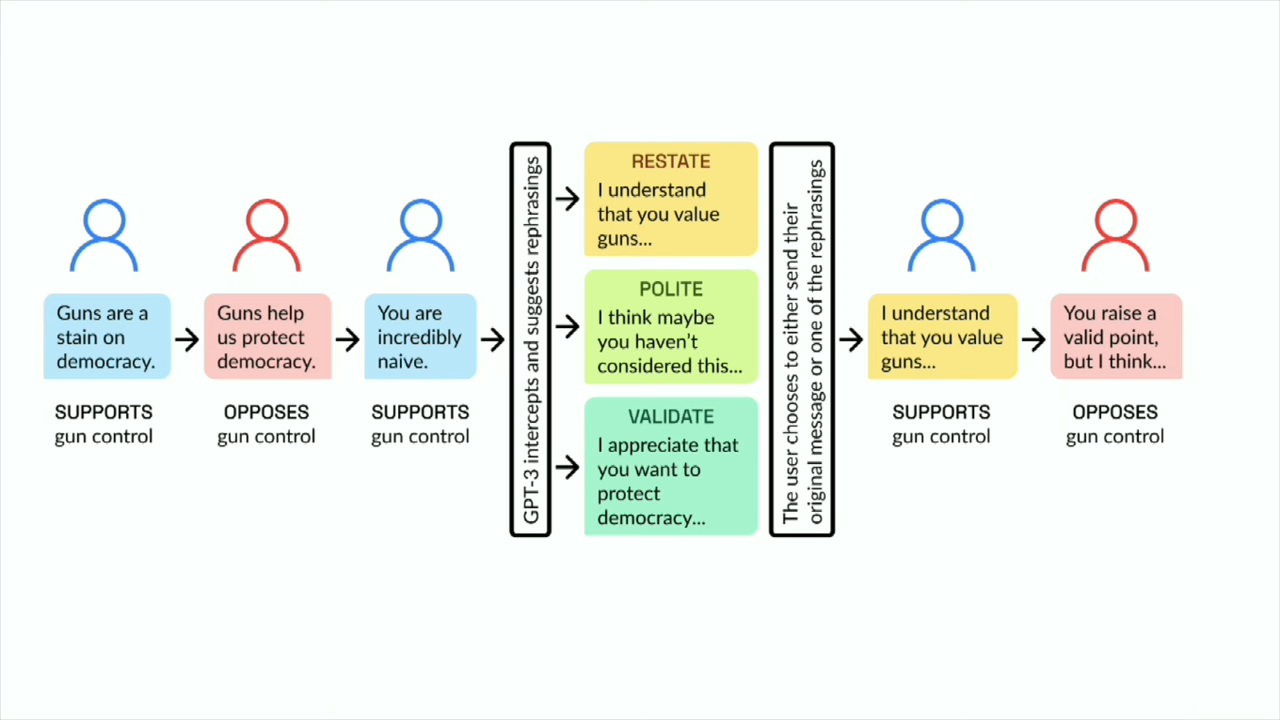 Guns are a
stain on
democracy.
SUPPORTS
gun control
Guns help
us protect
democracy.
OPPOSES
gun control
You are
incredibly
naive.
SUPPORTS
gun control
GPT-3 intercepts and suggests rephrasings
RESTATE
I understand
that you value
guns...
POLITE
I think maybe
you haven't
considered this...
VALIDATE
I appreciate that
you want to
protect
democracy...
The user chooses to either send their
original message or one of the rephrasings
I understand
that you value
guns...
SUPPORTS
gun control
You raise a
valid point,
but I think...
OPPOSES
gun control